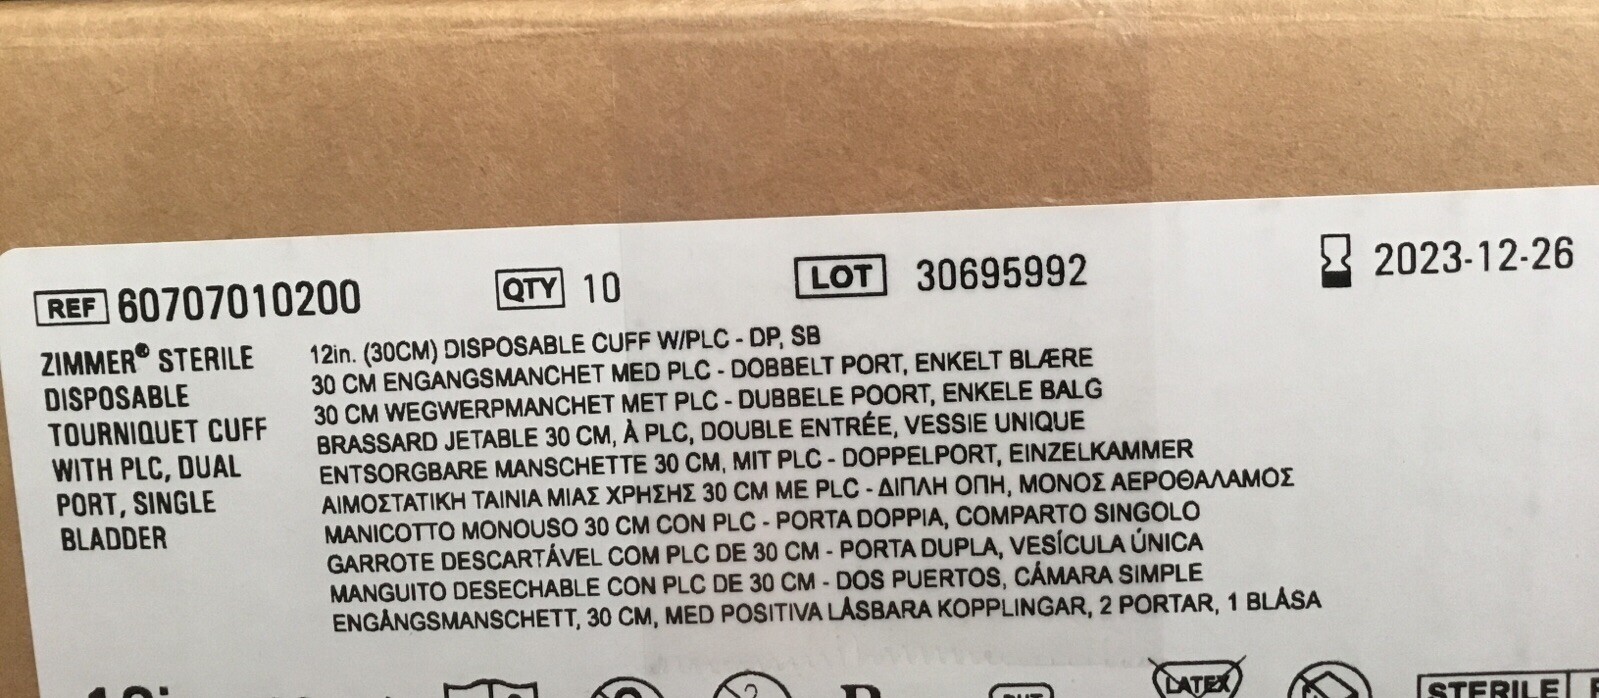 REF 60707010200 QTY 10 LOT 30695992 2023-12-26
ZIMMER® STERILE
DISPOSABLE
TOURNIQUET CUFF
WITH PLC, DUAL
PORT, SINGLE
BLADDER
12in. (30CM) DISPOSABLE CUFF W/PLC - DP, SB
30 CM ENGANGSMANCHET MED PLC - DOBBELT PORT, ENKELT BLÆRE
30 CM WEGWERPMANCHET MET PLC - DUBBELE POORT, ENKELE BALG
BRASSARD JETABLE 30 CM, À PLC, DOUBLE ENTRÉE, VESSIE UNIQUE
ENTSORGBARE MANSCHETTE 30 CM, MIT PLC - DOPPELPORT, EINZELKAMMER
ΑΙΜΟΣΤΑΤΙΚΗ ΤΑΙΝΙΑ ΜΙΑΣ ΧΡΗΣΗΣ 30 CM ΜΕ PLC - ΔΙΠΛΗ ΟΠΗ, ΜΟΝΟΣ ΑΕΡΟΘΑΛΑΜΟΣ
MANICOTTO MONOUSO 30 CM CON PLC - PORTA DOPPIA, COMPARTO SINGOLO
GARROTE DESCARTÁVEL COM PLC DE 30 CM - PORTA DUPLA, VESÍCULA ÚNICA
MANGUITO DESECHABLE CON PLC DE 30 CM - DOS PUERTOS, CÁMARA SIMPLE
ENGÅNGSMANSCHETT, 30 CM, MED POSITIVA LÅSBARA KOPPLINGAR, 2 PORTAR, 1 BLÅSA
2 LATEX STERILE